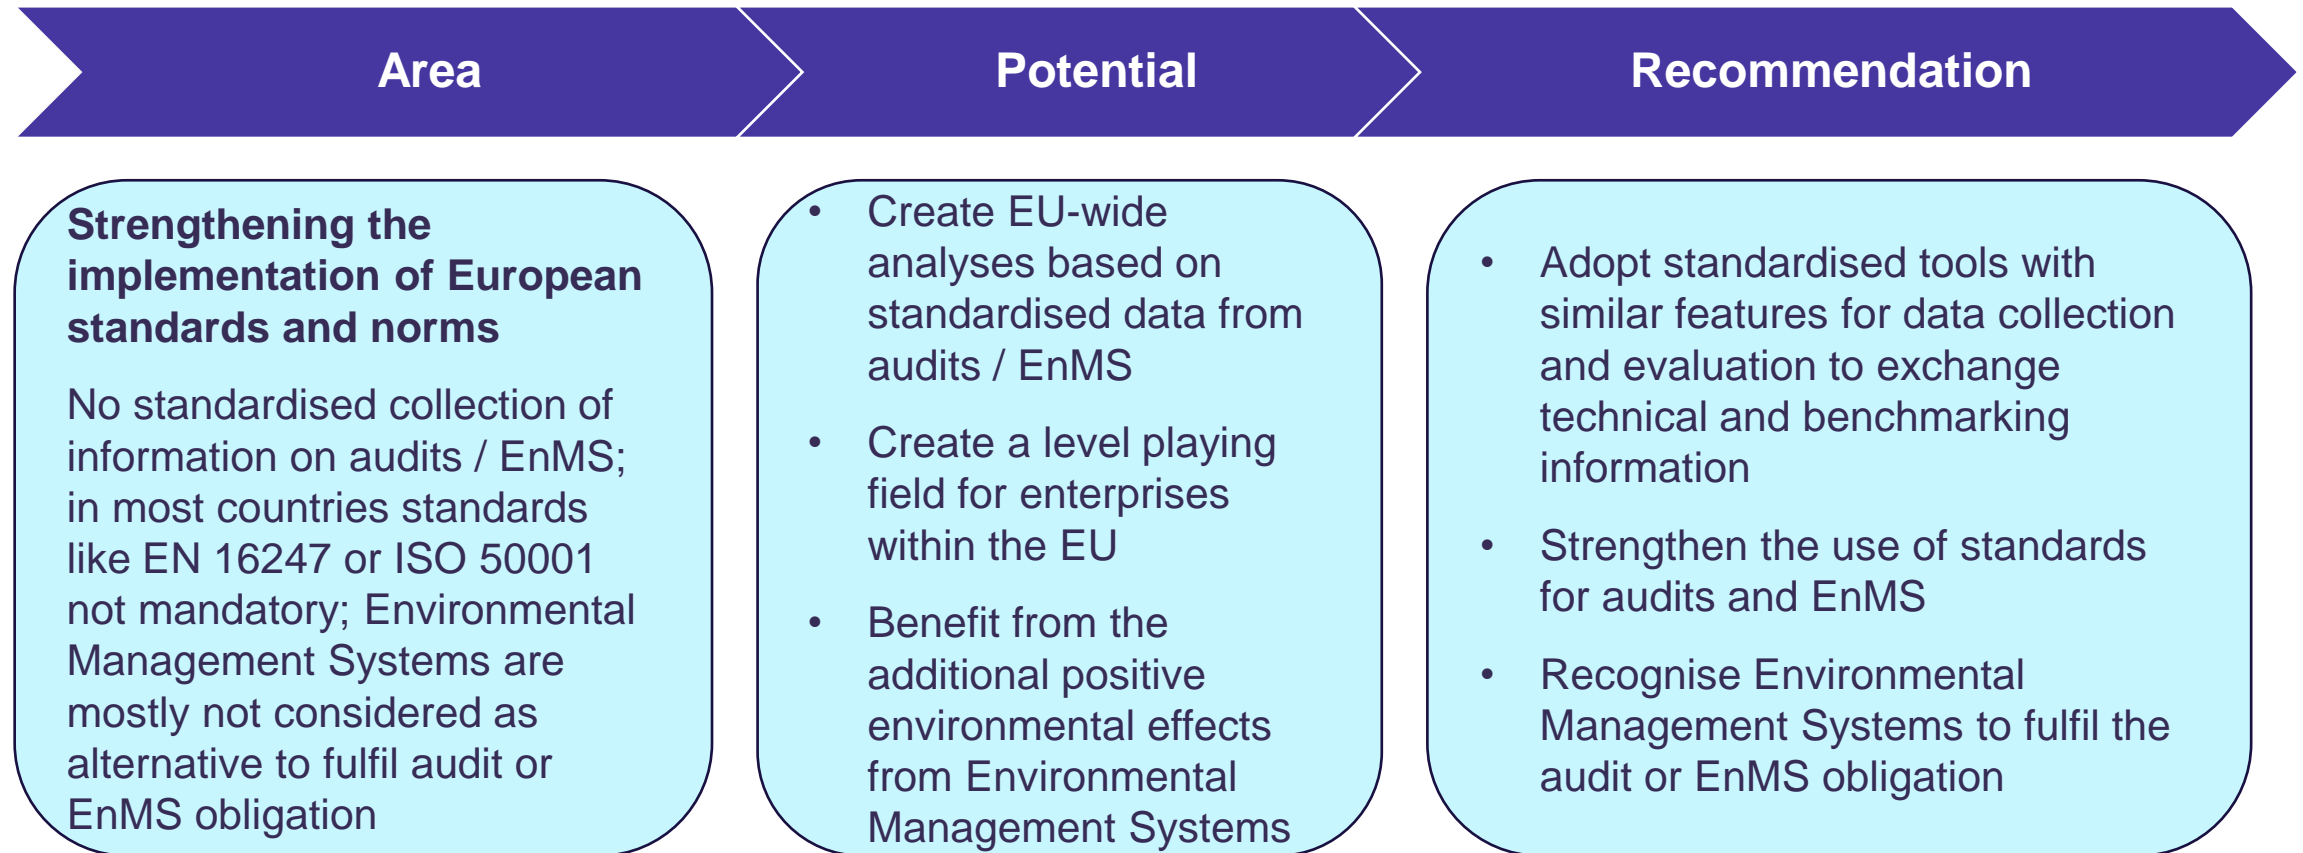 Area
Potential
Recommendation
Strengthening the
implementation of European
standards and norms
No standardised collection of
information on audits / EnMS;
in most countries standards
like EN 16247 or ISO 50001
not mandatory; Environmental
Management Systems are
mostly not considered as
alternative to fulfil audit or
EnMS obligation
• Create EU-wide
analyses based on
standardised data from
audits / EnMS
• Create a level playing
field for enterprises
within the EU
• Benefit from the
additional positive
environmental effects
from Environmental
Management Systems
• Adopt standardised tools with
similar features for data collection
and evaluation to exchange
technical and benchmarking
information
• Strengthen the use of standards
for audits and EnMS
• Recognise Environmental
Management Systems to fulfil the
audit or EnMS obligation